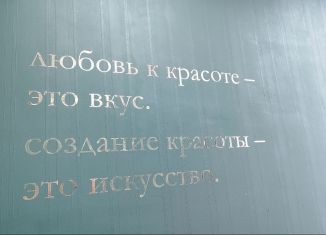 любовь к красоте –
это вкус.
создание красоты –
это искусство.